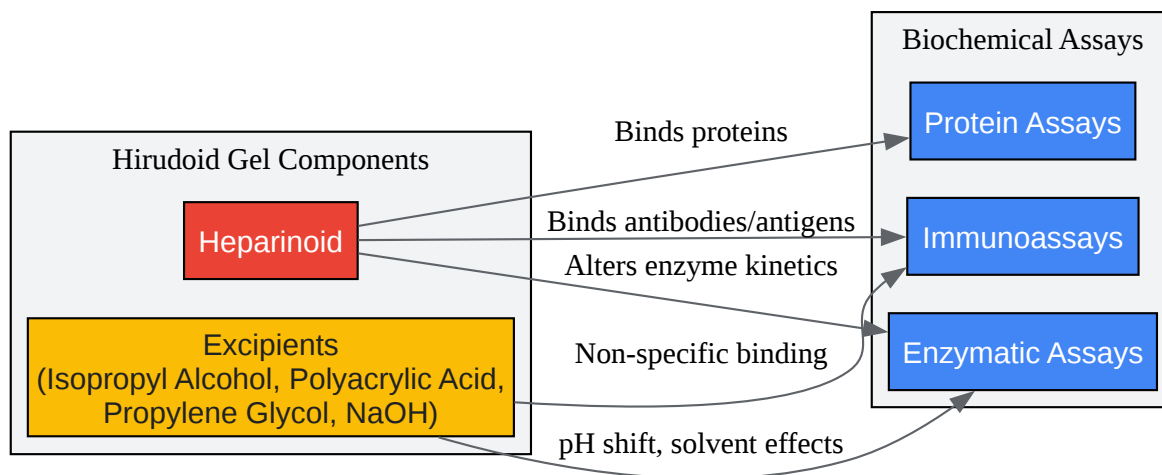 Hirudoid Gel Components
Heparinoid
Excipients
(Isopropyl Alcohol, Polyacrylic Acid,
Propylene Glycol, NaOH)
Binds proteins
Binds antibodies/antigens
Alters enzyme kinetics
Non-specific binding
pH shift, solvent effects
Biochemical Assays
Protein Assays
Immunoassays
Enzymatic Assays